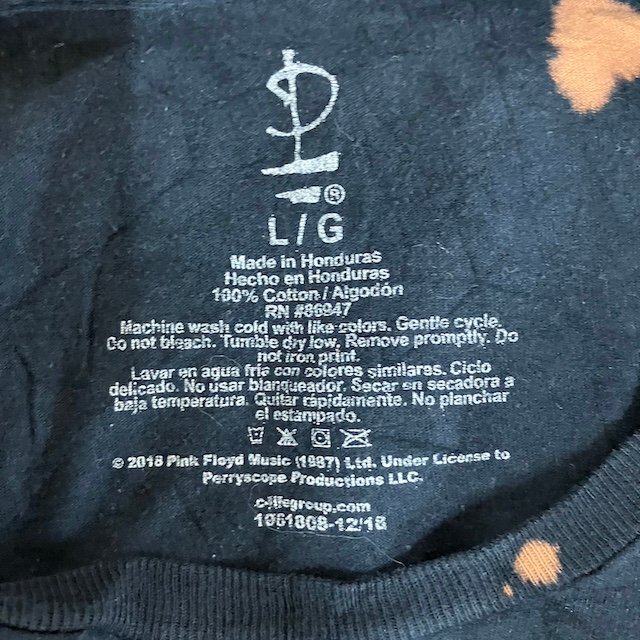 ®
L / G
Made in Honduras
Hecho en Honduras
100% Cotton / Algodón
RN #86947
Machine wash cold with like colors. Gentle cycle.
Do not bleach. Tumble dry low. Remove promptly. Do
not iron print.
Lavar en agua fría con colores similares. Ciclo
delicado. No usar blanqueador. Secar en secadora a
baja temperatura. Quitar rápidamente. No planchar
el estampado.
© 2018 Pink Floyd Music (1987) Ltd. Under License to
Perryscope Productions LLC.
c-lifegroup.com
1061808-12/18